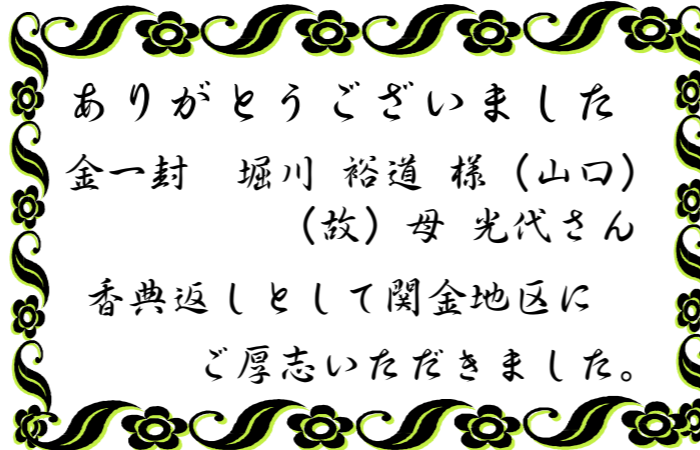 ありがとうございました
金一封　堀川 裕道 様（山口）
（故）母 光代さん
香典返しとして関金地区に
ご厚志いただきました。